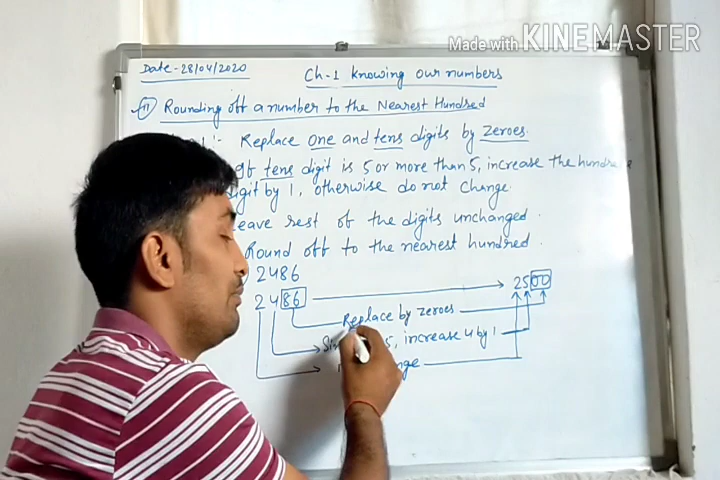 Made with KINEMASTER
Date-28/04/2020
Ch-1 Knowing our numbers
Rounding off a number to the Nearest Hundred
Replace one and tens digits by zeroes.
If tens digit is 5 or more than 5, increase the hundre
digit by 1, otherwise do not change.
eave rest of the digits unchanged.
Round off to the nearest hundred.
2486
2486 2500
Replace by zeroes
5, increase 4 by 1